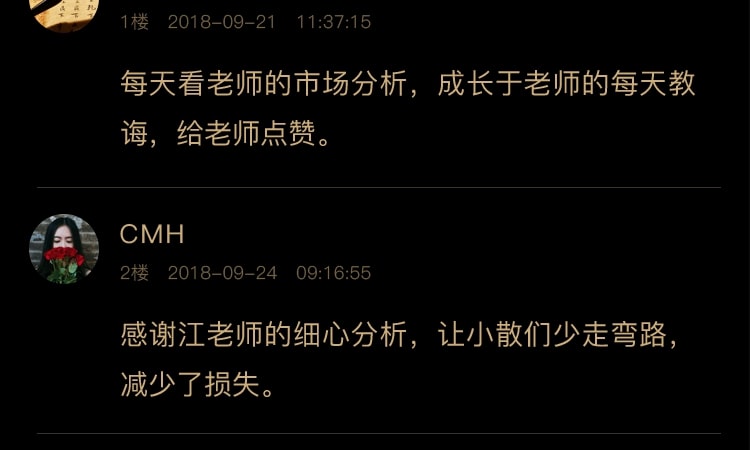 1楼 2018-09-21 11:37:15
每天看老师的市场分析，成长于老师的每天教
诲，给老师点赞。
CMH
2楼 2018-09-24 09:16:55
感谢江老师的细心分析，让小散们少走弯路，
减少了损失。